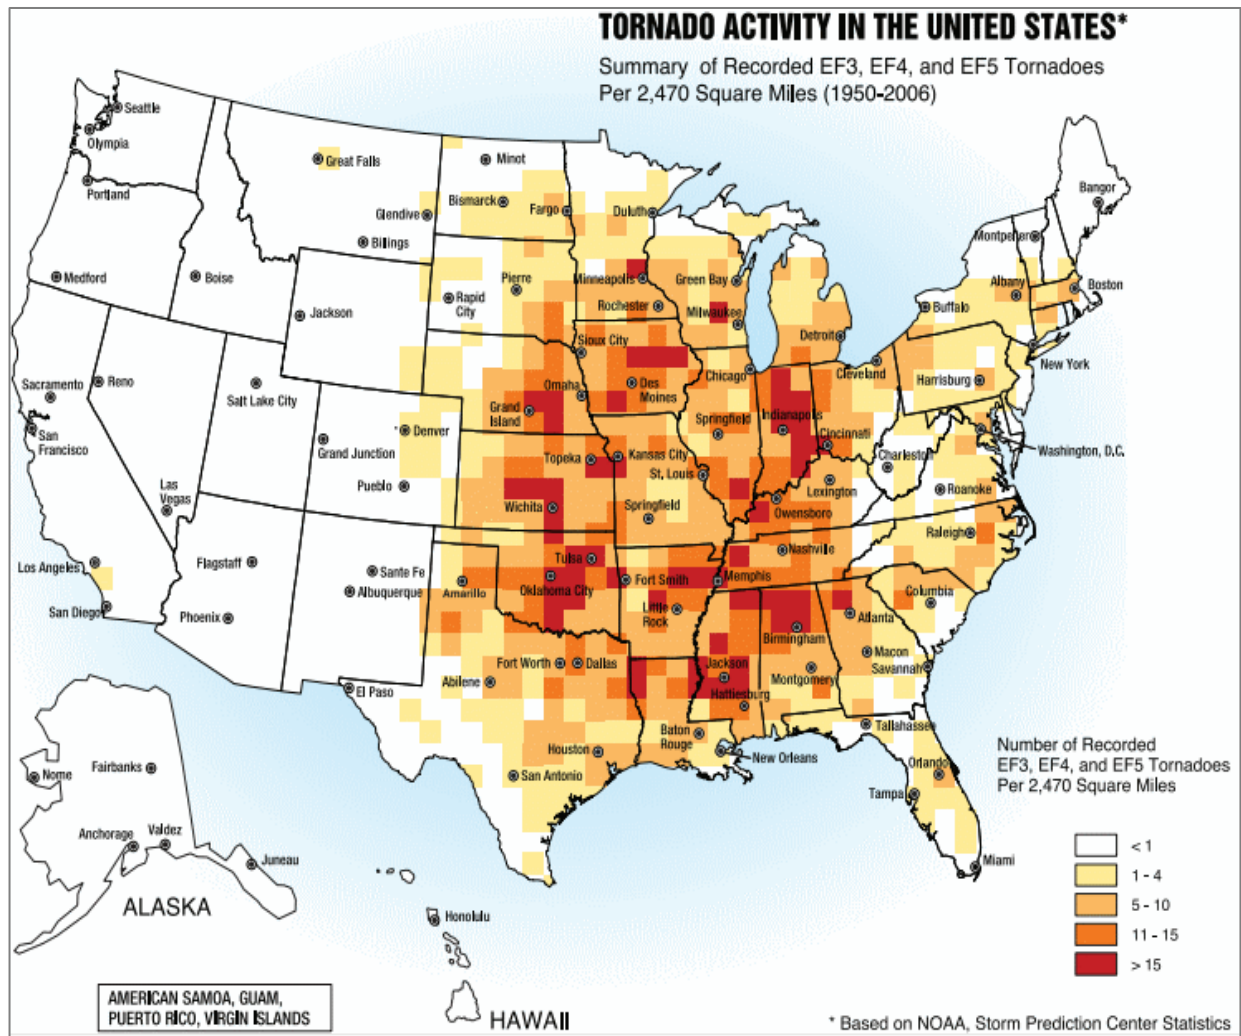 TORNADO ACTIVITY IN THE UNITED STATES*
Summary of Recorded EF3, EF4, and EF5 Tornadoes
Per 2,470 Square Miles (1950-2006)
Seattle
Olympia
Portland
Great Falls
Minot
Bismarck
Fargo
Duluth
Glendive
Billings
Bangor
Montpelier
Medford
Boise
Jackson
Rapid
City
Pierre
Minneapolis
Rochester
Green Bay
Milwaukee
Albany
Boston
Buffalo
Detroit
Sioux City
Sacramento
Reno
Salt Lake City
Omaha
Des
Moines
Chicago
Cleveland
Harrisburg
New York
San
Francisco
Grand Junction
Denver
Grand
Island
Springfield
Indianapolis
Cincinnati
Washington, D.C.
Las
Vegas
Pueblo
Topeka
Kansas City
St. Louis
Charleston
Wichita
Springfield
Owensboro
Lexington
Roanoke
Raleigh
Los Angeles
San Diego
Flagstaff
Phoenix
Sante Fe
Albuquerque
Amarillo
Tulsa
Oklahoma City
Fort Smith
Little
Rock
Memphis
Nashville
Columbia
Atlanta
Birmingham
Macon
Savannah
El Paso
Abilene
Fort Worth
Dallas
Jackson
Hattiesburg
Montgomery
Tallahassee
Houston
San Antonio
Baton
Rouge
New Orleans
Orlando
Tampa
Miami
Nome
Fairbanks
Anchorage
Valdez
Juneau
ALASKA
Honolulu
HAWAII
AMERICAN SAMOA, GUAM,
PUERTO RICO, VIRGIN ISLANDS
Number of Recorded
EF3, EF4, and EF5 Tornadoes
Per 2,470 Square Miles
< 1
1 - 4
5 - 10
11 - 15
> 15
* Based on NOAA, Storm Prediction Center Statistics